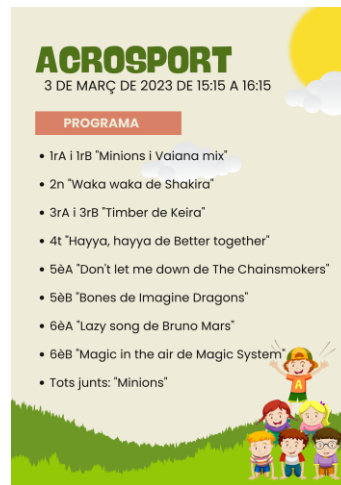 ACROSPORT
3 DE MARÇ DE 2023 DE 15:15 A 16:15
PROGRAMA
• 1rA i 1rB "Minions i Vaiana mix"
• 2n "Waka waka de Shakira"
• 3rA i 3rB "Timber de Keira"
• 4t "Hayya, hayya de Better together"
• 5èA "Don't let me down de The Chainsmokers"
• 5èB "Bones de Imagine Dragons"
• 6èA "Lazy song de Bruno Mars"
• 6èB "Magic in the air de Magic System"
• Tots junts: "Minions"
A